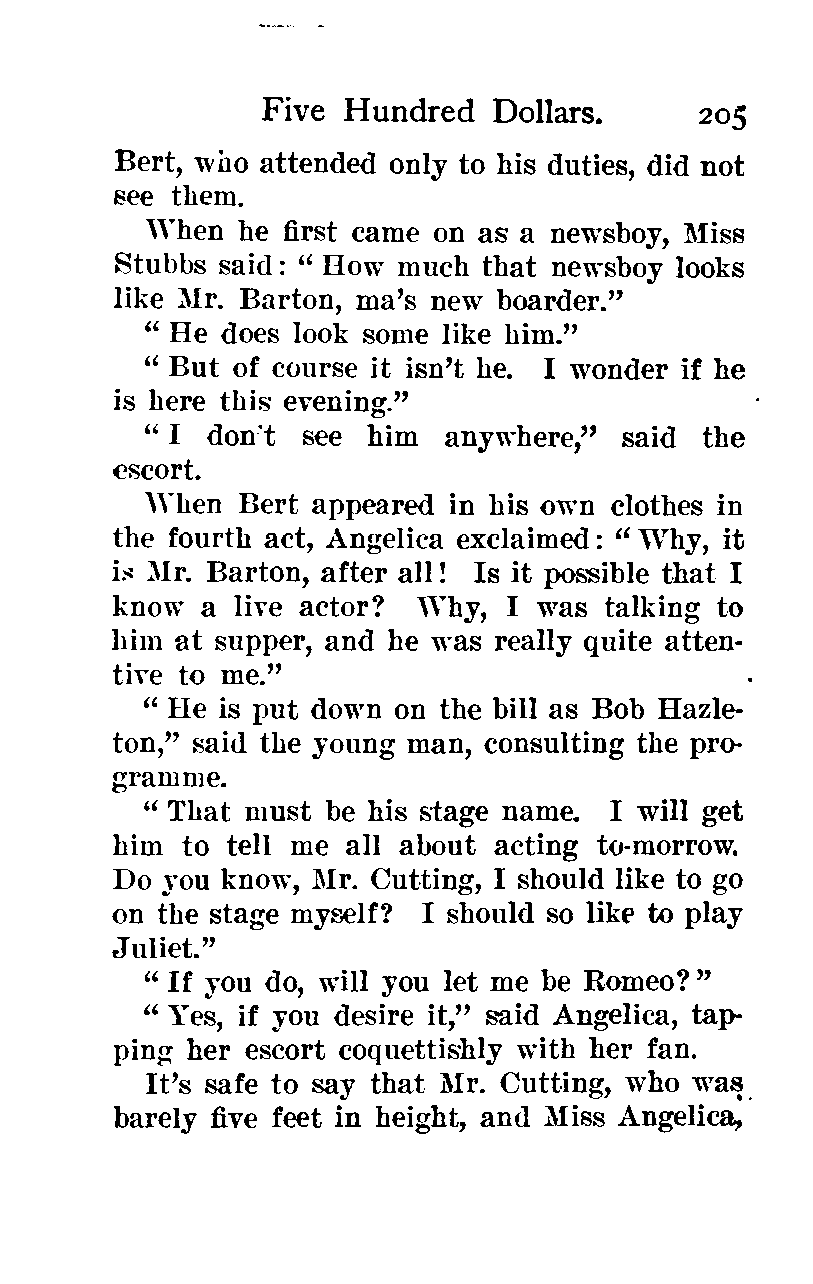 Five Hundred Dollars. 205
Bert, who attended only to his duties, did not
see them.
When he first came on as a newsboy, Miss
Stubbs said: “ How much that newsboy looks
like Mr. Barton, ma’s new boarder.”
“ He does look some like him.”
“ But of course it isn’t he. I wonder if he
is here this evening.”
“ I don’t see him anywhere,” said the
escort.
When Bert appeared in his own clothes in
the fourth act, Angelica exclaimed: “ Why, it
is Mr. Barton, after all! Is it possible that I
know a live actor? Why, I was talking to
him at supper, and he was really quite atten-
tive to me.”
“ He is put down on the bill as Bob Hazle-
ton,” said the young man, consulting the pro-
gramme.
“ That must be his stage name. I will get
him to tell me all about acting to-morrow.
Do you know, Mr. Cutting, I should like to go
on the stage myself? I should so like to play
Juliet.”
“ If you do, will you let me be Romeo? ”
“ Yes, if you desire it,” said Angelica, tap-
ping her escort coquettishly with her fan.
It’s safe to say that Mr. Cutting, who was
barely five feet in height, and Miss Angelica,